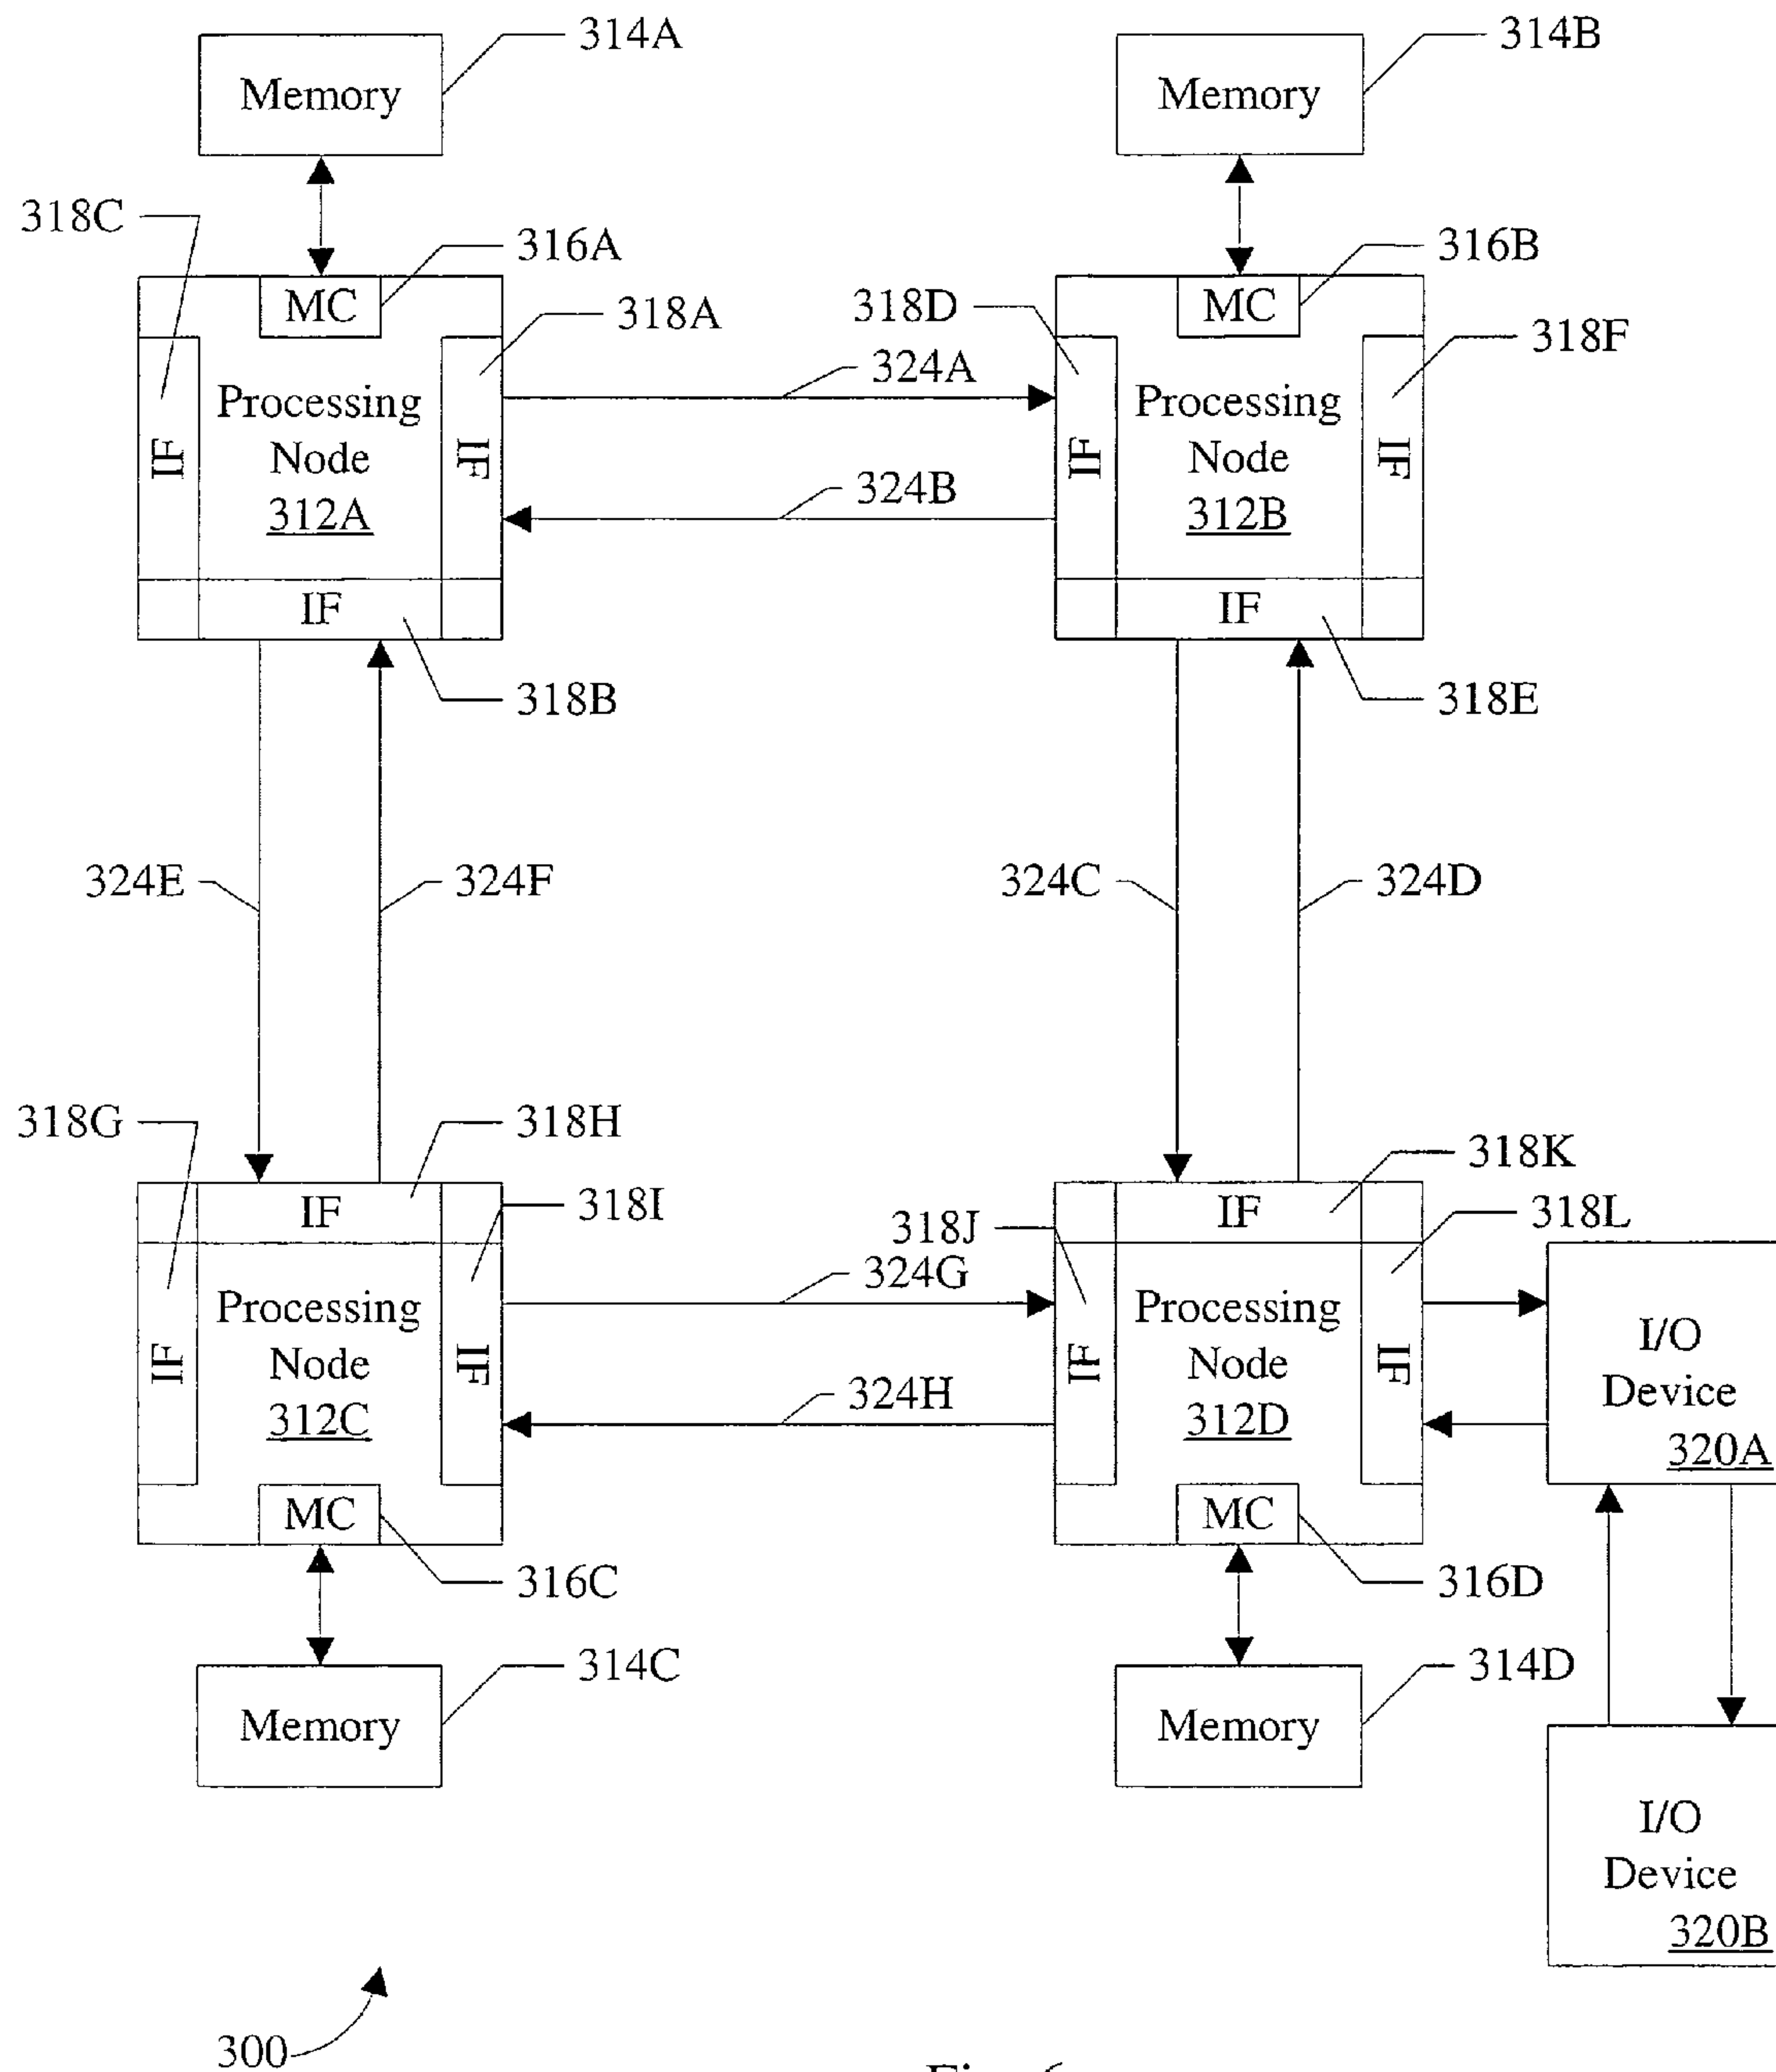 314A
Memory
314B
Memory
318C
316A
MC
318A
318D
316B
MC
318F
324A
Processing
Node
312A
IF
IF
IF
324B
Processing
Node
312B
IF
IF
IF
318B
318E
324E
324F
324C
324D
318G
318H
318I
IF
318J
318K
318L
IF
324G
Processing
Node
312C
IF
IF
324H
Processing
Node
312D
IF
IF
I/O
Device
320A
MC
316C
MC
316D
Memory
314C
Memory
314D
I/O
Device
320B
300